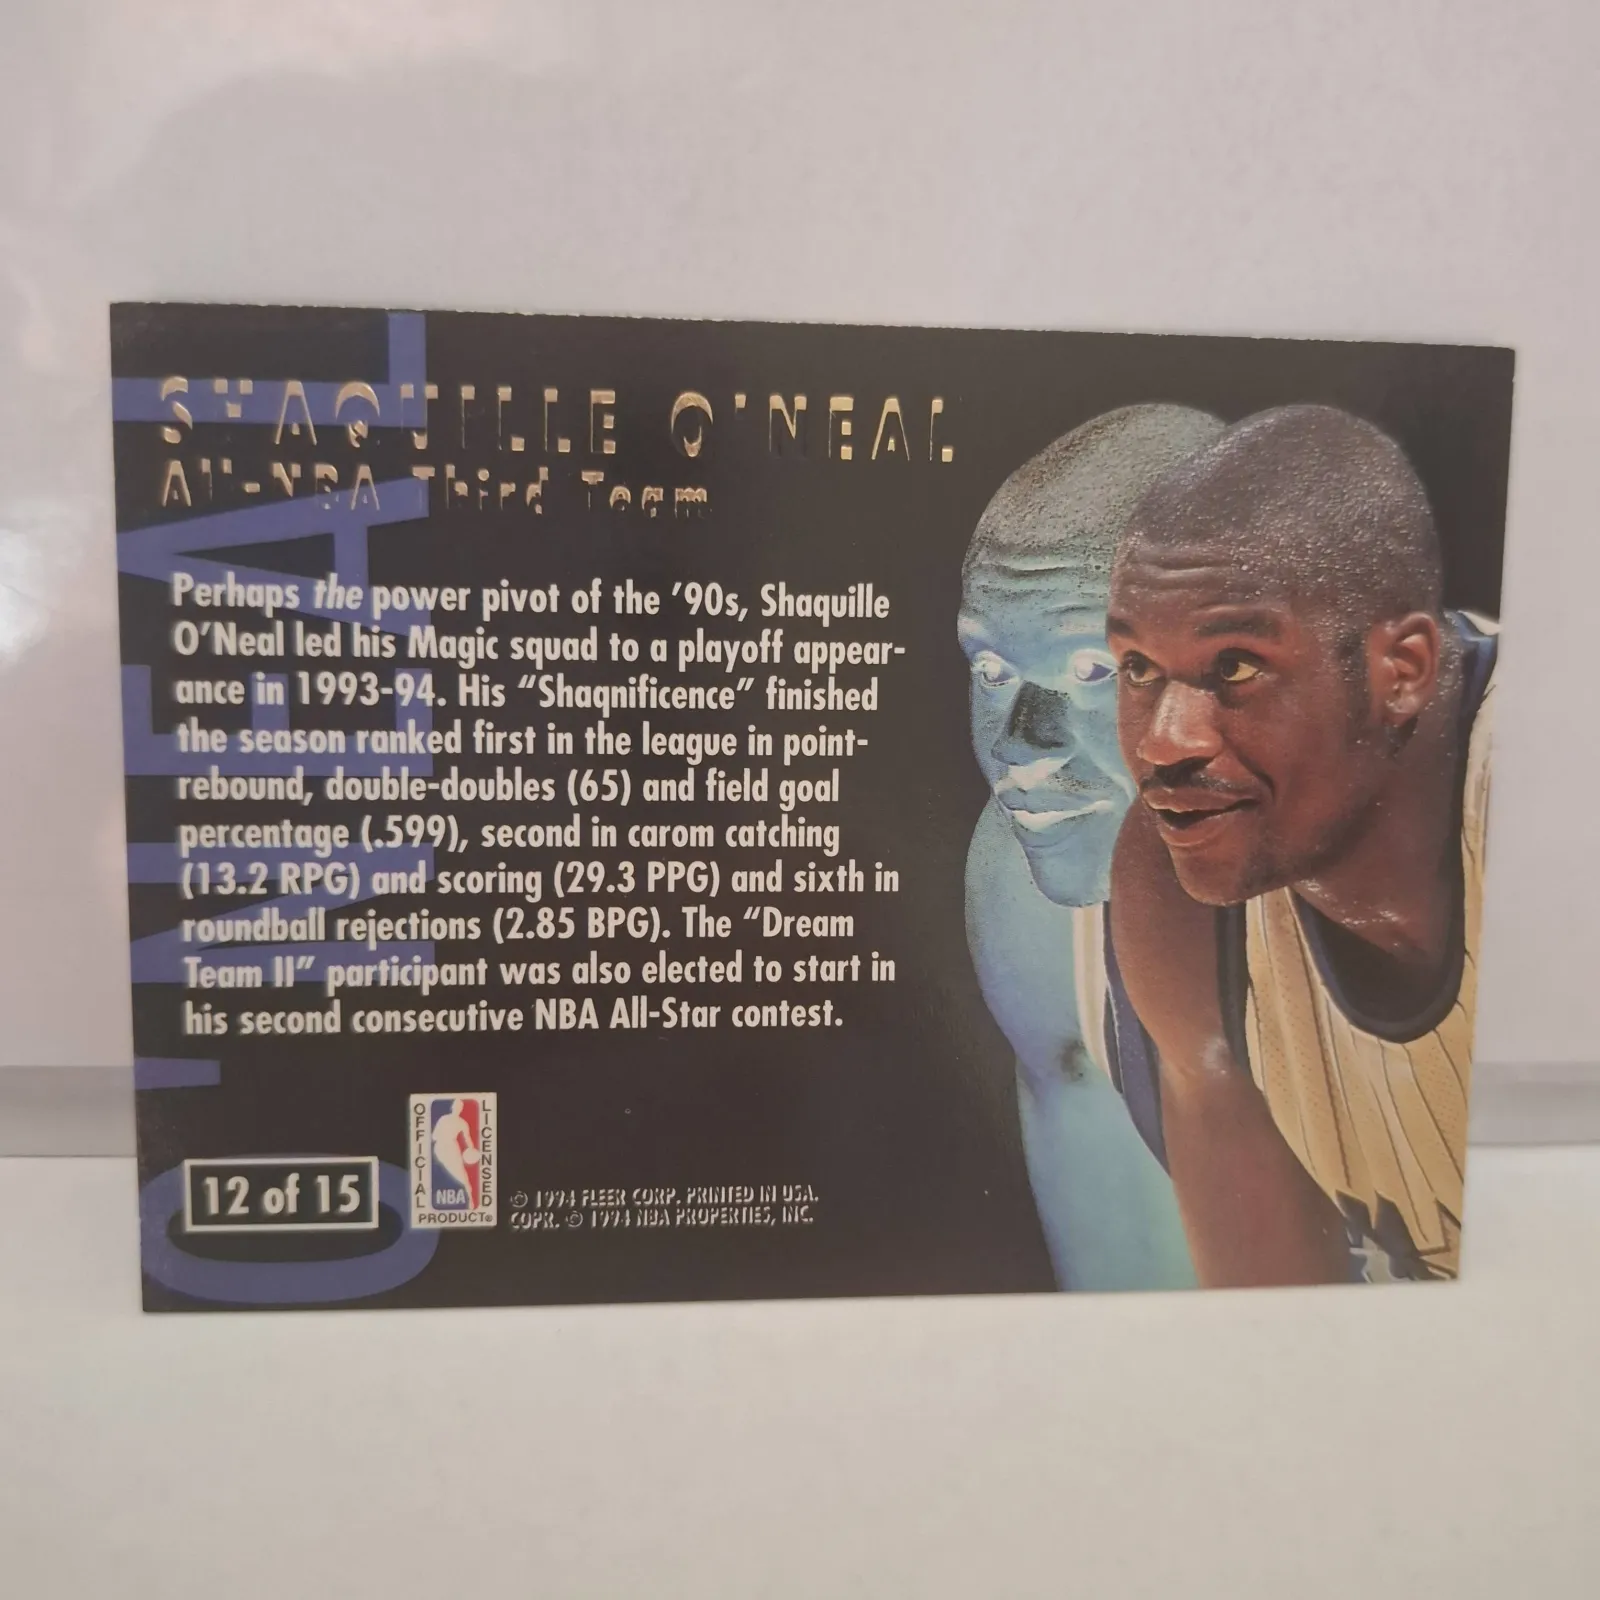 SHAQUILLE O'NEAL
All-NBA Third Team
Perhaps the power pivot of the '90s, Shaquille
O'Neal led his Magic squad to a playoff appear-
ance in 1993-94. His "Shaqnificence" finished
the season ranked first in the league in point-
rebound, double-doubles (65) and field goal
percentage (.599), second in carom catching
(13.2 RPG) and scoring (29.3 PPG) and sixth in
roundball rejections (2.85 BPG). The "Dream
Team II" participant was also elected to start in
his second consecutive NBA All-Star contest.
O'NEAL
12 of 15
OFFICIAL
LICENSED
NBA
PRODUCT®
© 1994 FLEER CORP. PRINTED IN USA.
COPR. © 1994 NBA PROPERTIES, INC.